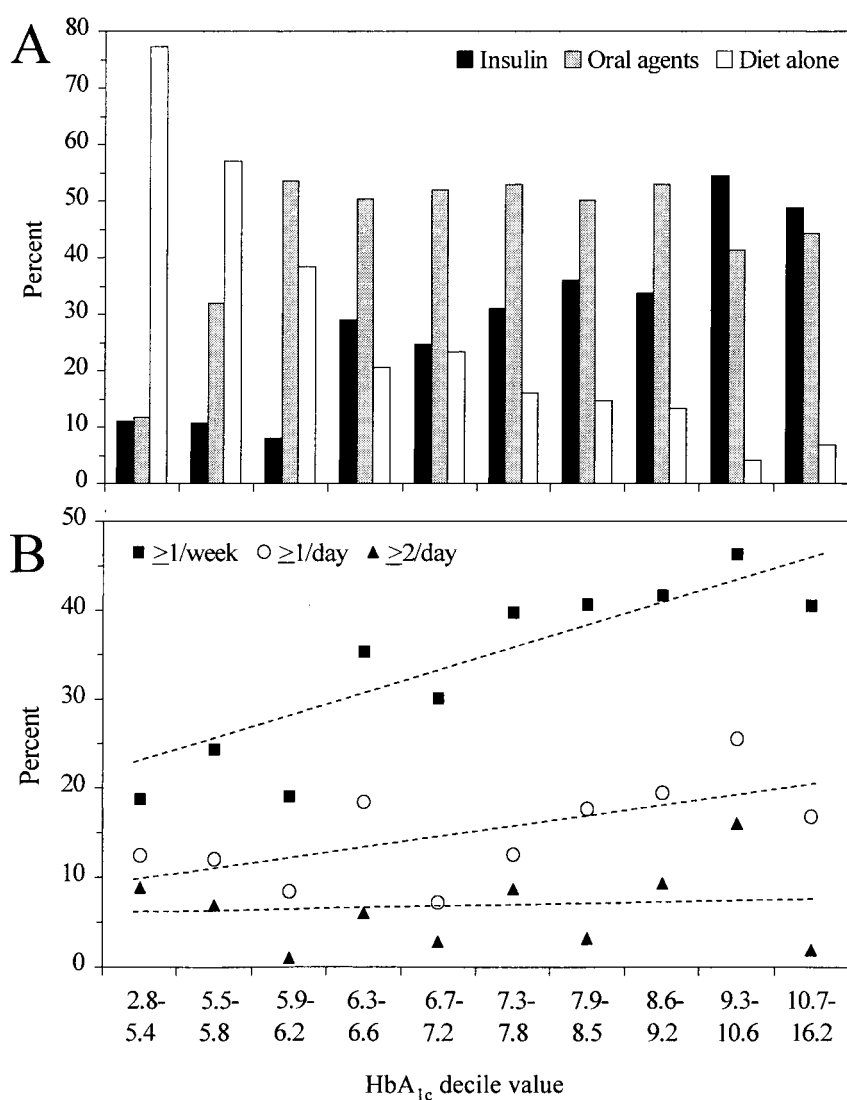 A
80
70
60
50
40
30
20
10
0
Percent
Insulin Oral agents Diet alone
B
50
40
30
20
10
0
Percent
≥1/week ≥1/day ≥2/day
2.8- 5.5- 5.9- 6.3- 6.7- 7.3- 7.9- 8.6- 9.3- 10.7-
5.4 5.8 6.2 6.6 7.2 7.8 8.5 9.2 10.6 16.2
HbA1c decile value